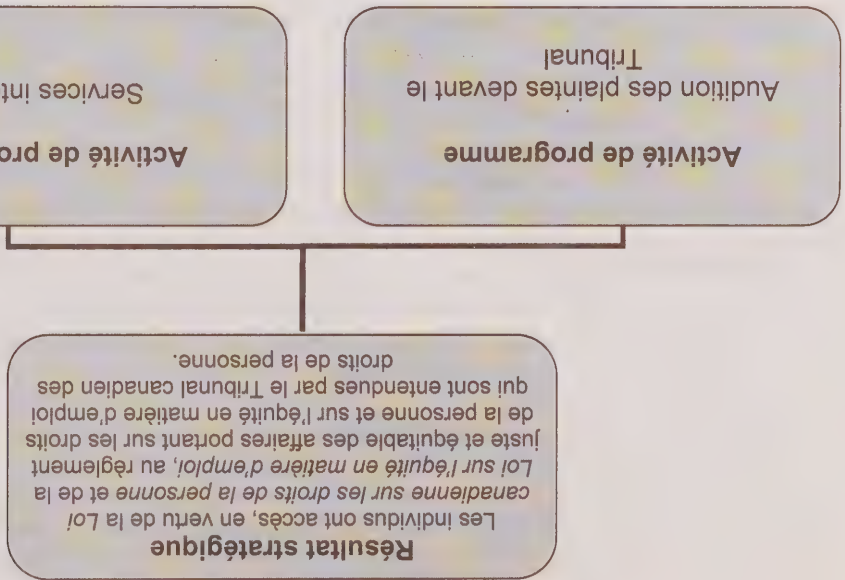 Résultat stratégique
Les individus ont accès, en vertu de la Loi
canadienne sur les droits de la personne et de la
Loi sur l'équité en matière d'emploi, au règlement
juste et équitable des affaires portant sur les droits
de la personne et sur l'équité en matière d'emploi
qui sont entendues par le Tribunal canadien des
droits de la personne.
Activité de programme
Audition des plaintes devant le
Tribunal
Activité de pro
Services int